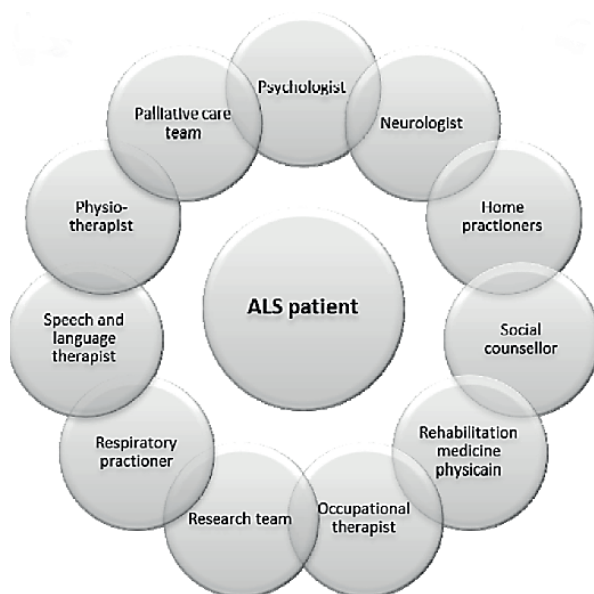 Psychologist
Neurologist
Home
practioners
Social
counsellor
Rehabilitation
medicine
physicain
Occupational
therapist
Research team
Respiratory
practioner
Speech and
language
therapist
Physio-
therapist
Palliative care
team
ALS patient